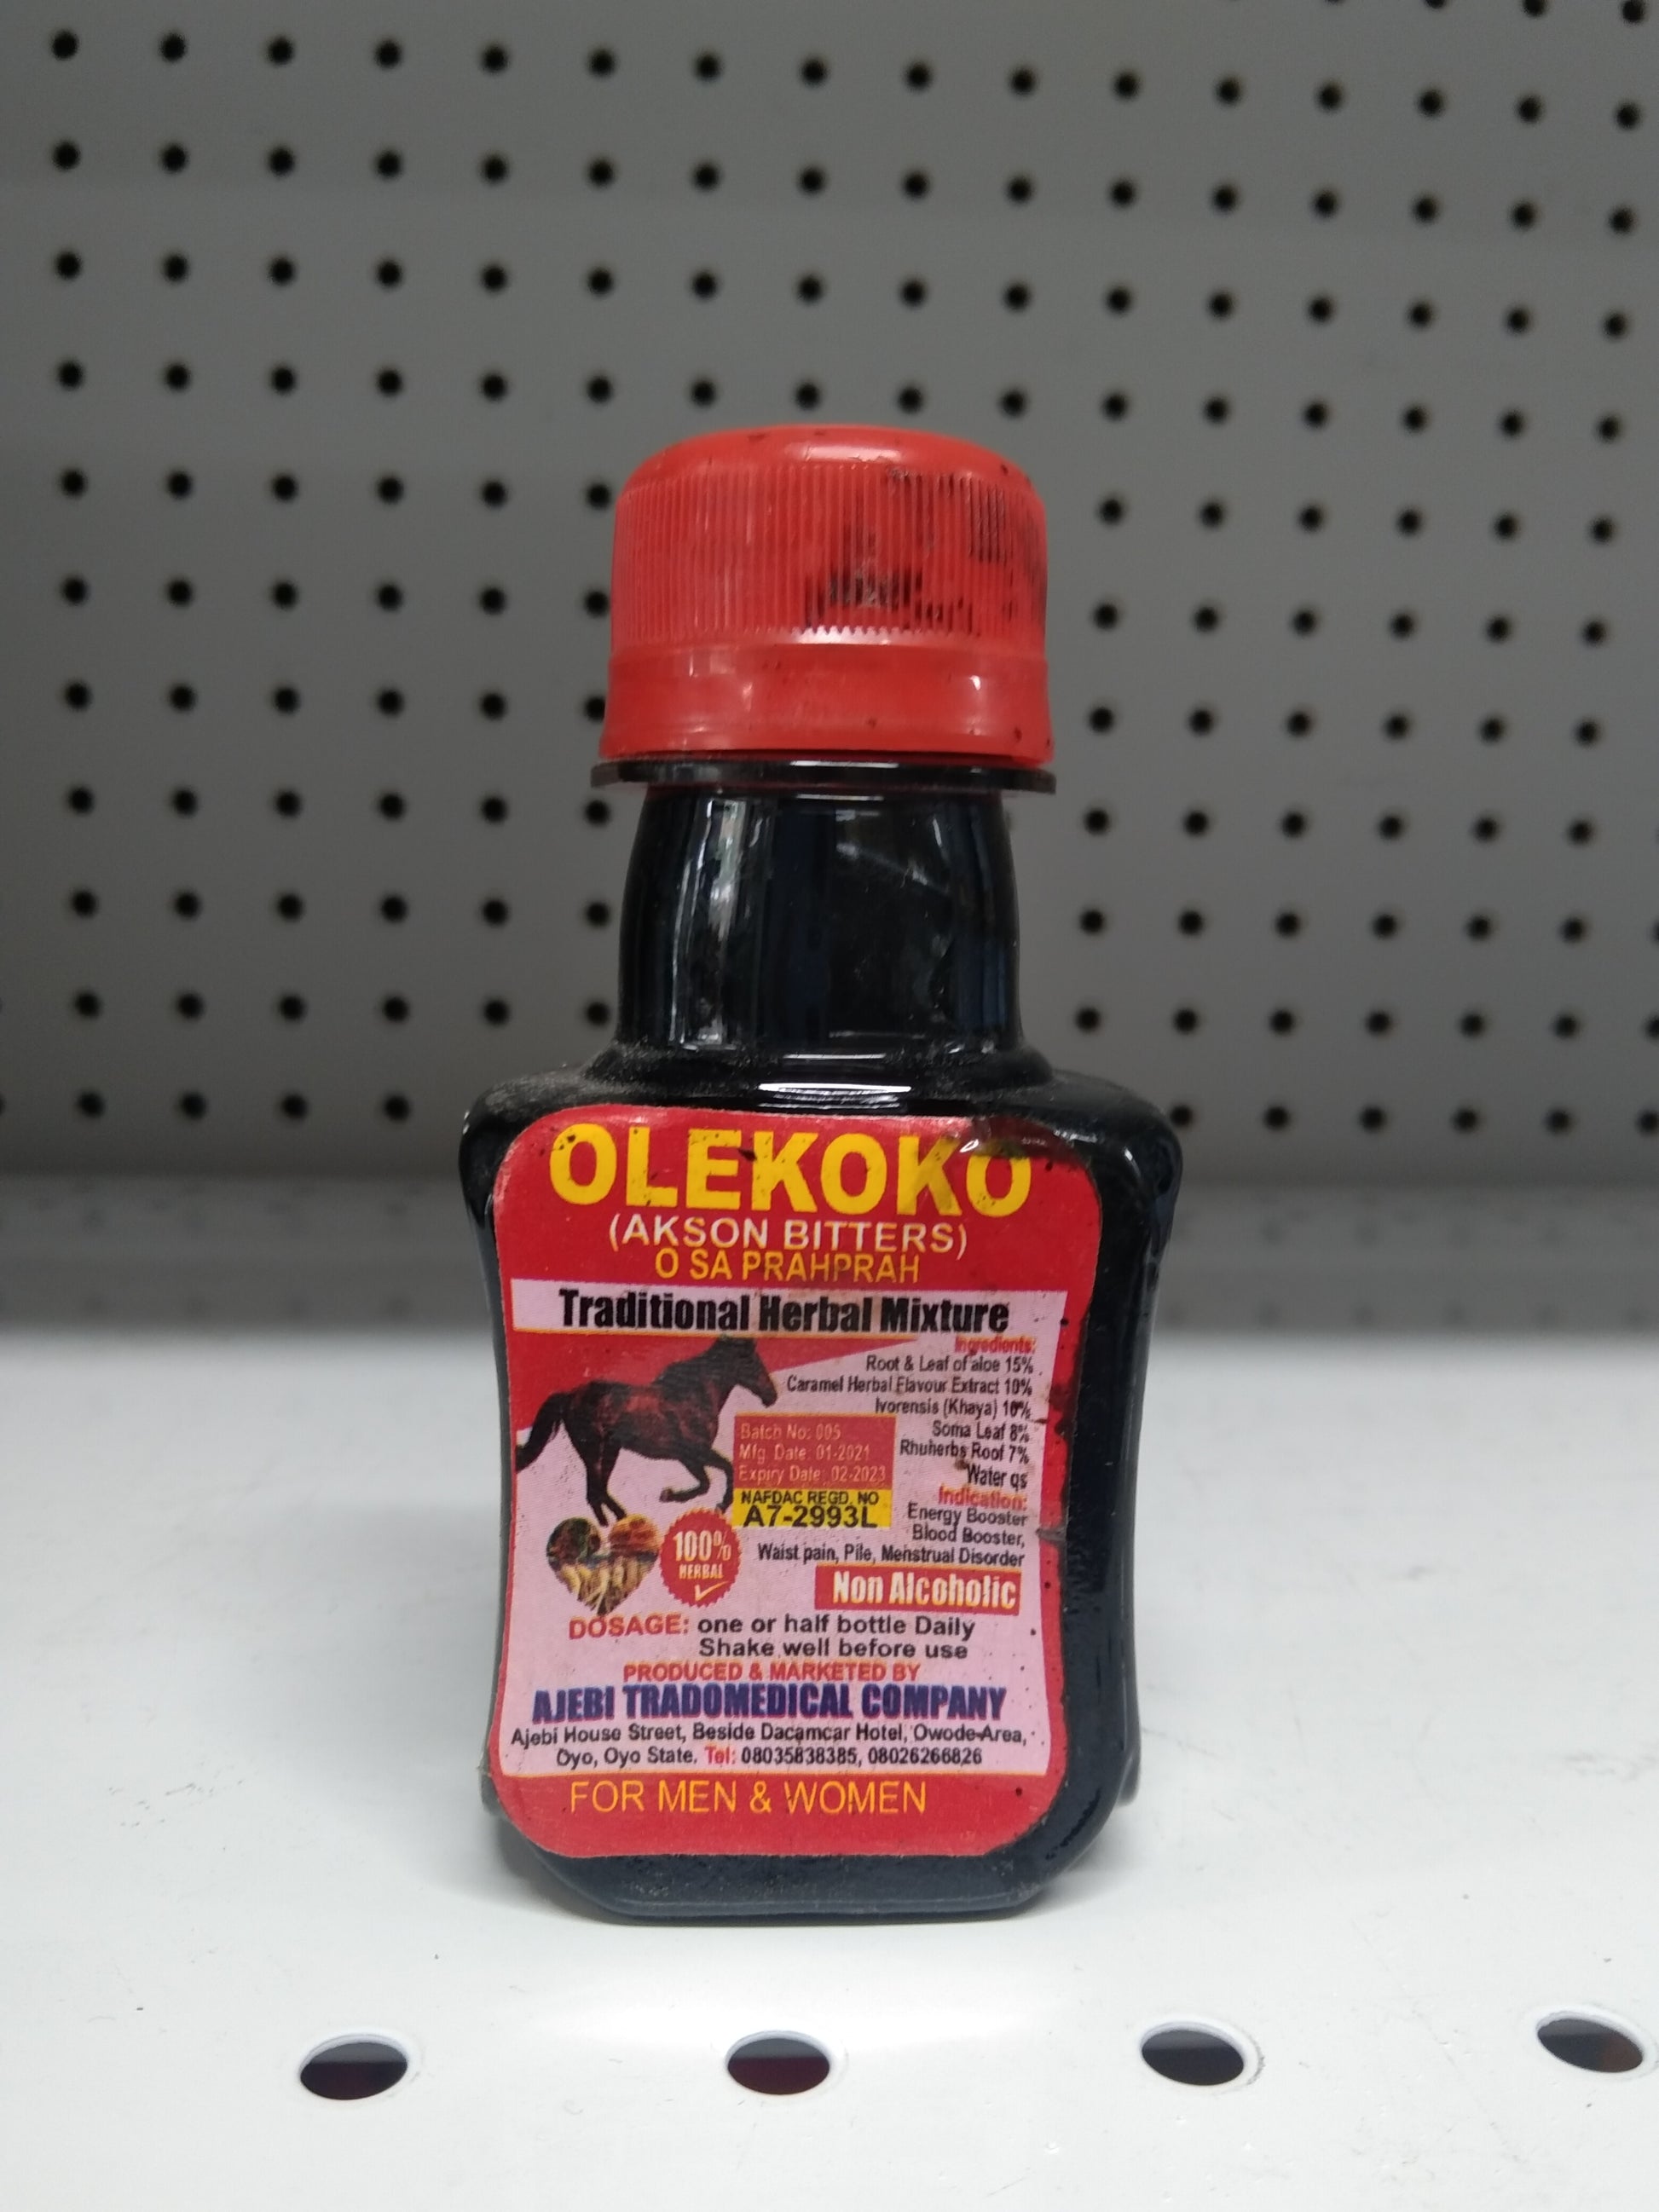 OLEKOKO
(AKSON BITTERS)
O SA PRAHPRAH
Traditional Herbal Mixture
Ingredients:
Root & Leaf of aloe 15%
Caramel Herbal Flavour Extract 10%
Ivorensis (Khaya) 10%
Soma Leaf 8%
Rhuherbs Roof 7%
Water qs
Batch No: 005
Mfg. Date: 01-2021
Expiry Date: 02-2023
NAFDAC REGD. NO
A7-2993L
Indication:
Energy Booster
Blood Booster,
Waist pain, Pile, Menstrual Disorder
100%
HERBAL
Non Alcoholic
DOSAGE: one or half bottle Daily
Shake well before use
PRODUCED & MARKETED BY
AJEBI TRADOMEDICAL COMPANY
Ajebi House Street, Beside Dacamcar Hotel, Owode-Area,
Oyo, Oyo State. Tel: 08035838385, 08026266826
FOR MEN & WOMEN